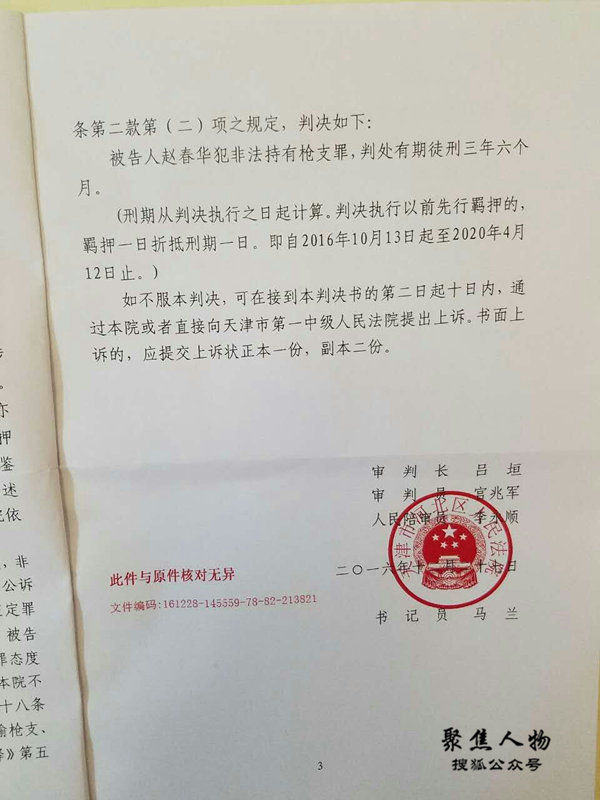 条第二款第（二）项之规定，判决如下：
被告人赵春华犯非法持有枪支罪，判处有期徒刑三年六个
月。
（刑期从判决执行之日起计算。判决执行以前先行羁押的，
羁押一日折抵刑期一日。即自2016年10月13日起至2020年4月
12日止。）
如不服本判决，可在接到本判决书的第二日起十日内，通
过本院或者直接向天津市第一中级人民法院提出上诉。书面上
诉的，应提交上诉状正本一份，副本二份。
审判长 吕垣
审判员 官兆军
人民陪审员 李 顺
天津市河北区人民法院
二〇一六年十 月 十 日
此件与原件核对无异
文件编码:161228-145559-78-82-213821
书记员 马兰
3
聚焦人物
搜狐公众号
亦
押
鉴
述
院依
，非
公诉
定罪
被告
罪态度
本院不
十八条
枪支、
》第五